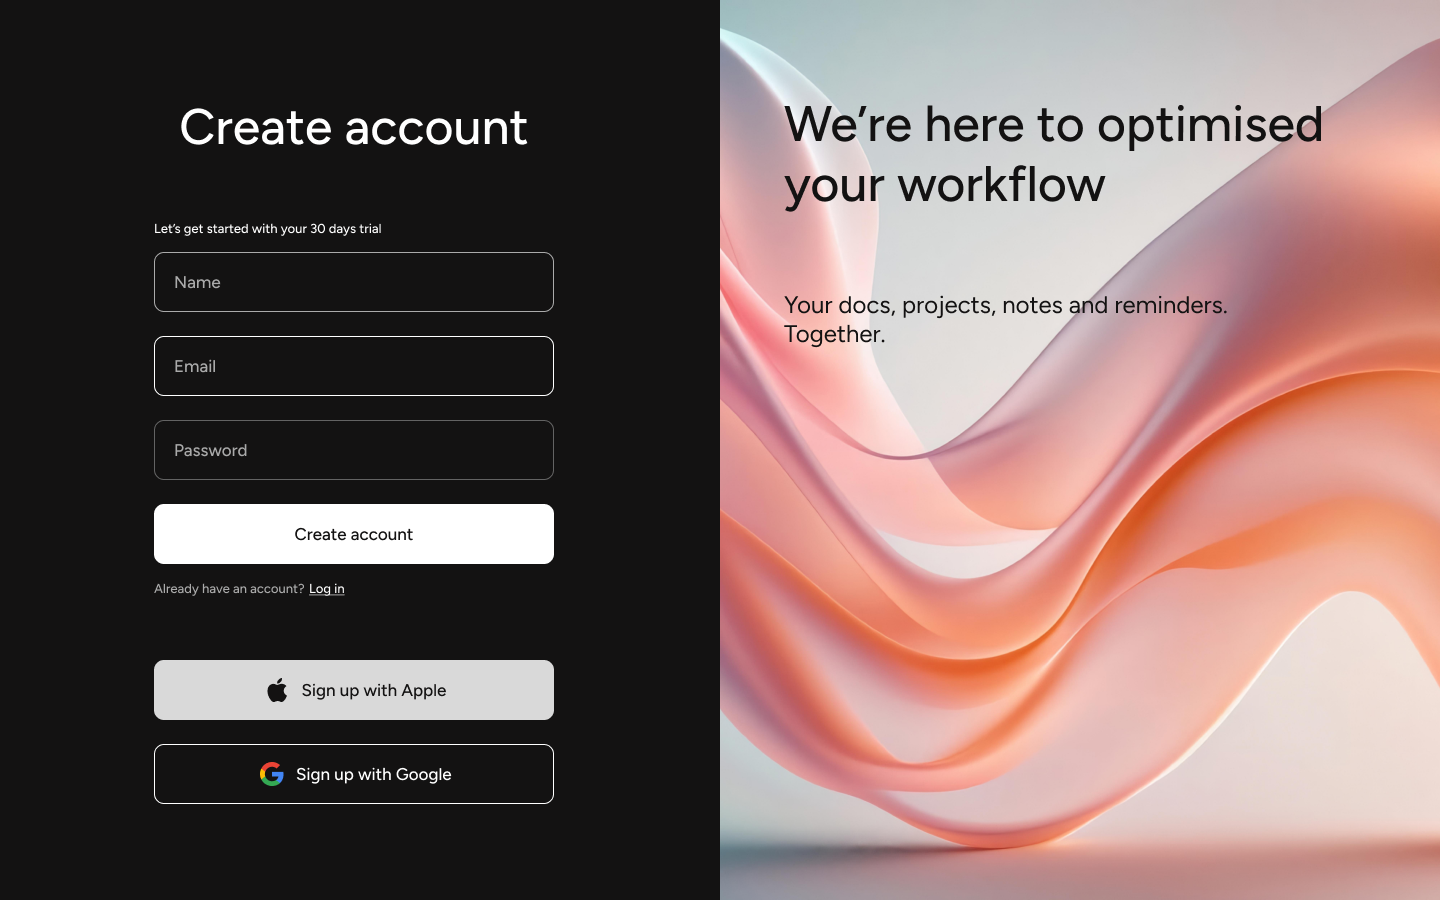 Create account
Let's get started with your 30 days trial
Name
Email
Password
Create account
Already have an account? Log in
Sign up with Apple
Sign up with Google
We’re here to optimised
your workflow
Your docs, projects, notes and reminders.
Together.